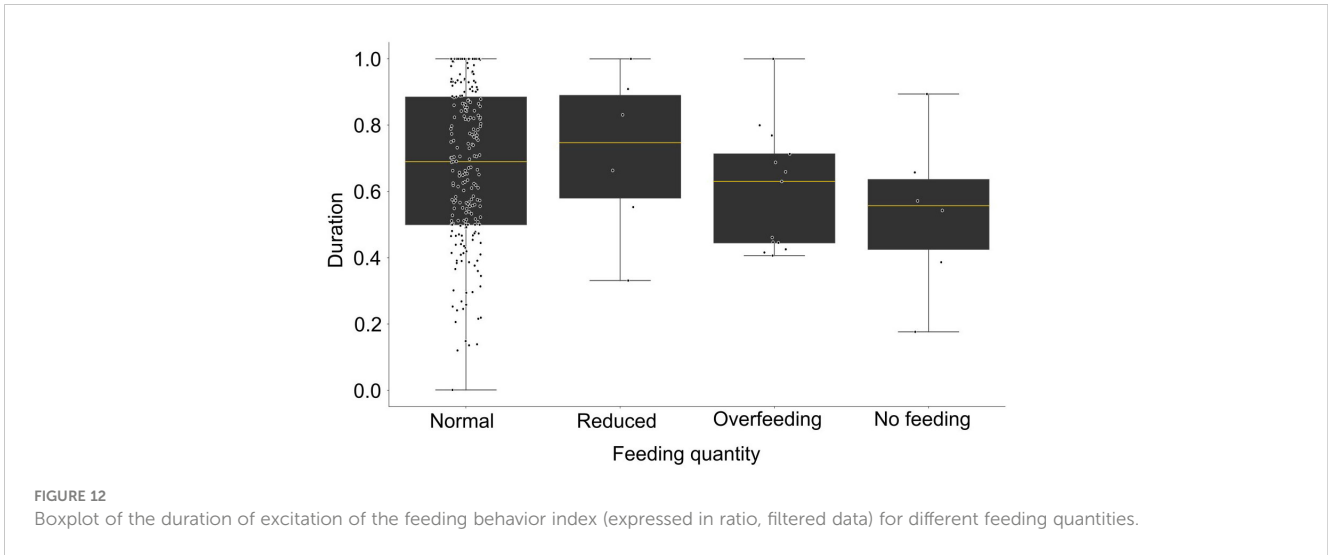 1.0
0.8
0.6
0.4
0.2
0.0
Duration
Normal Reduced Overfeeding No feeding
Feeding quantity
FIGURE 12
Boxplot of the duration of excitation of the feeding behavior index (expressed in ratio, filtered data) for different feeding quantities.